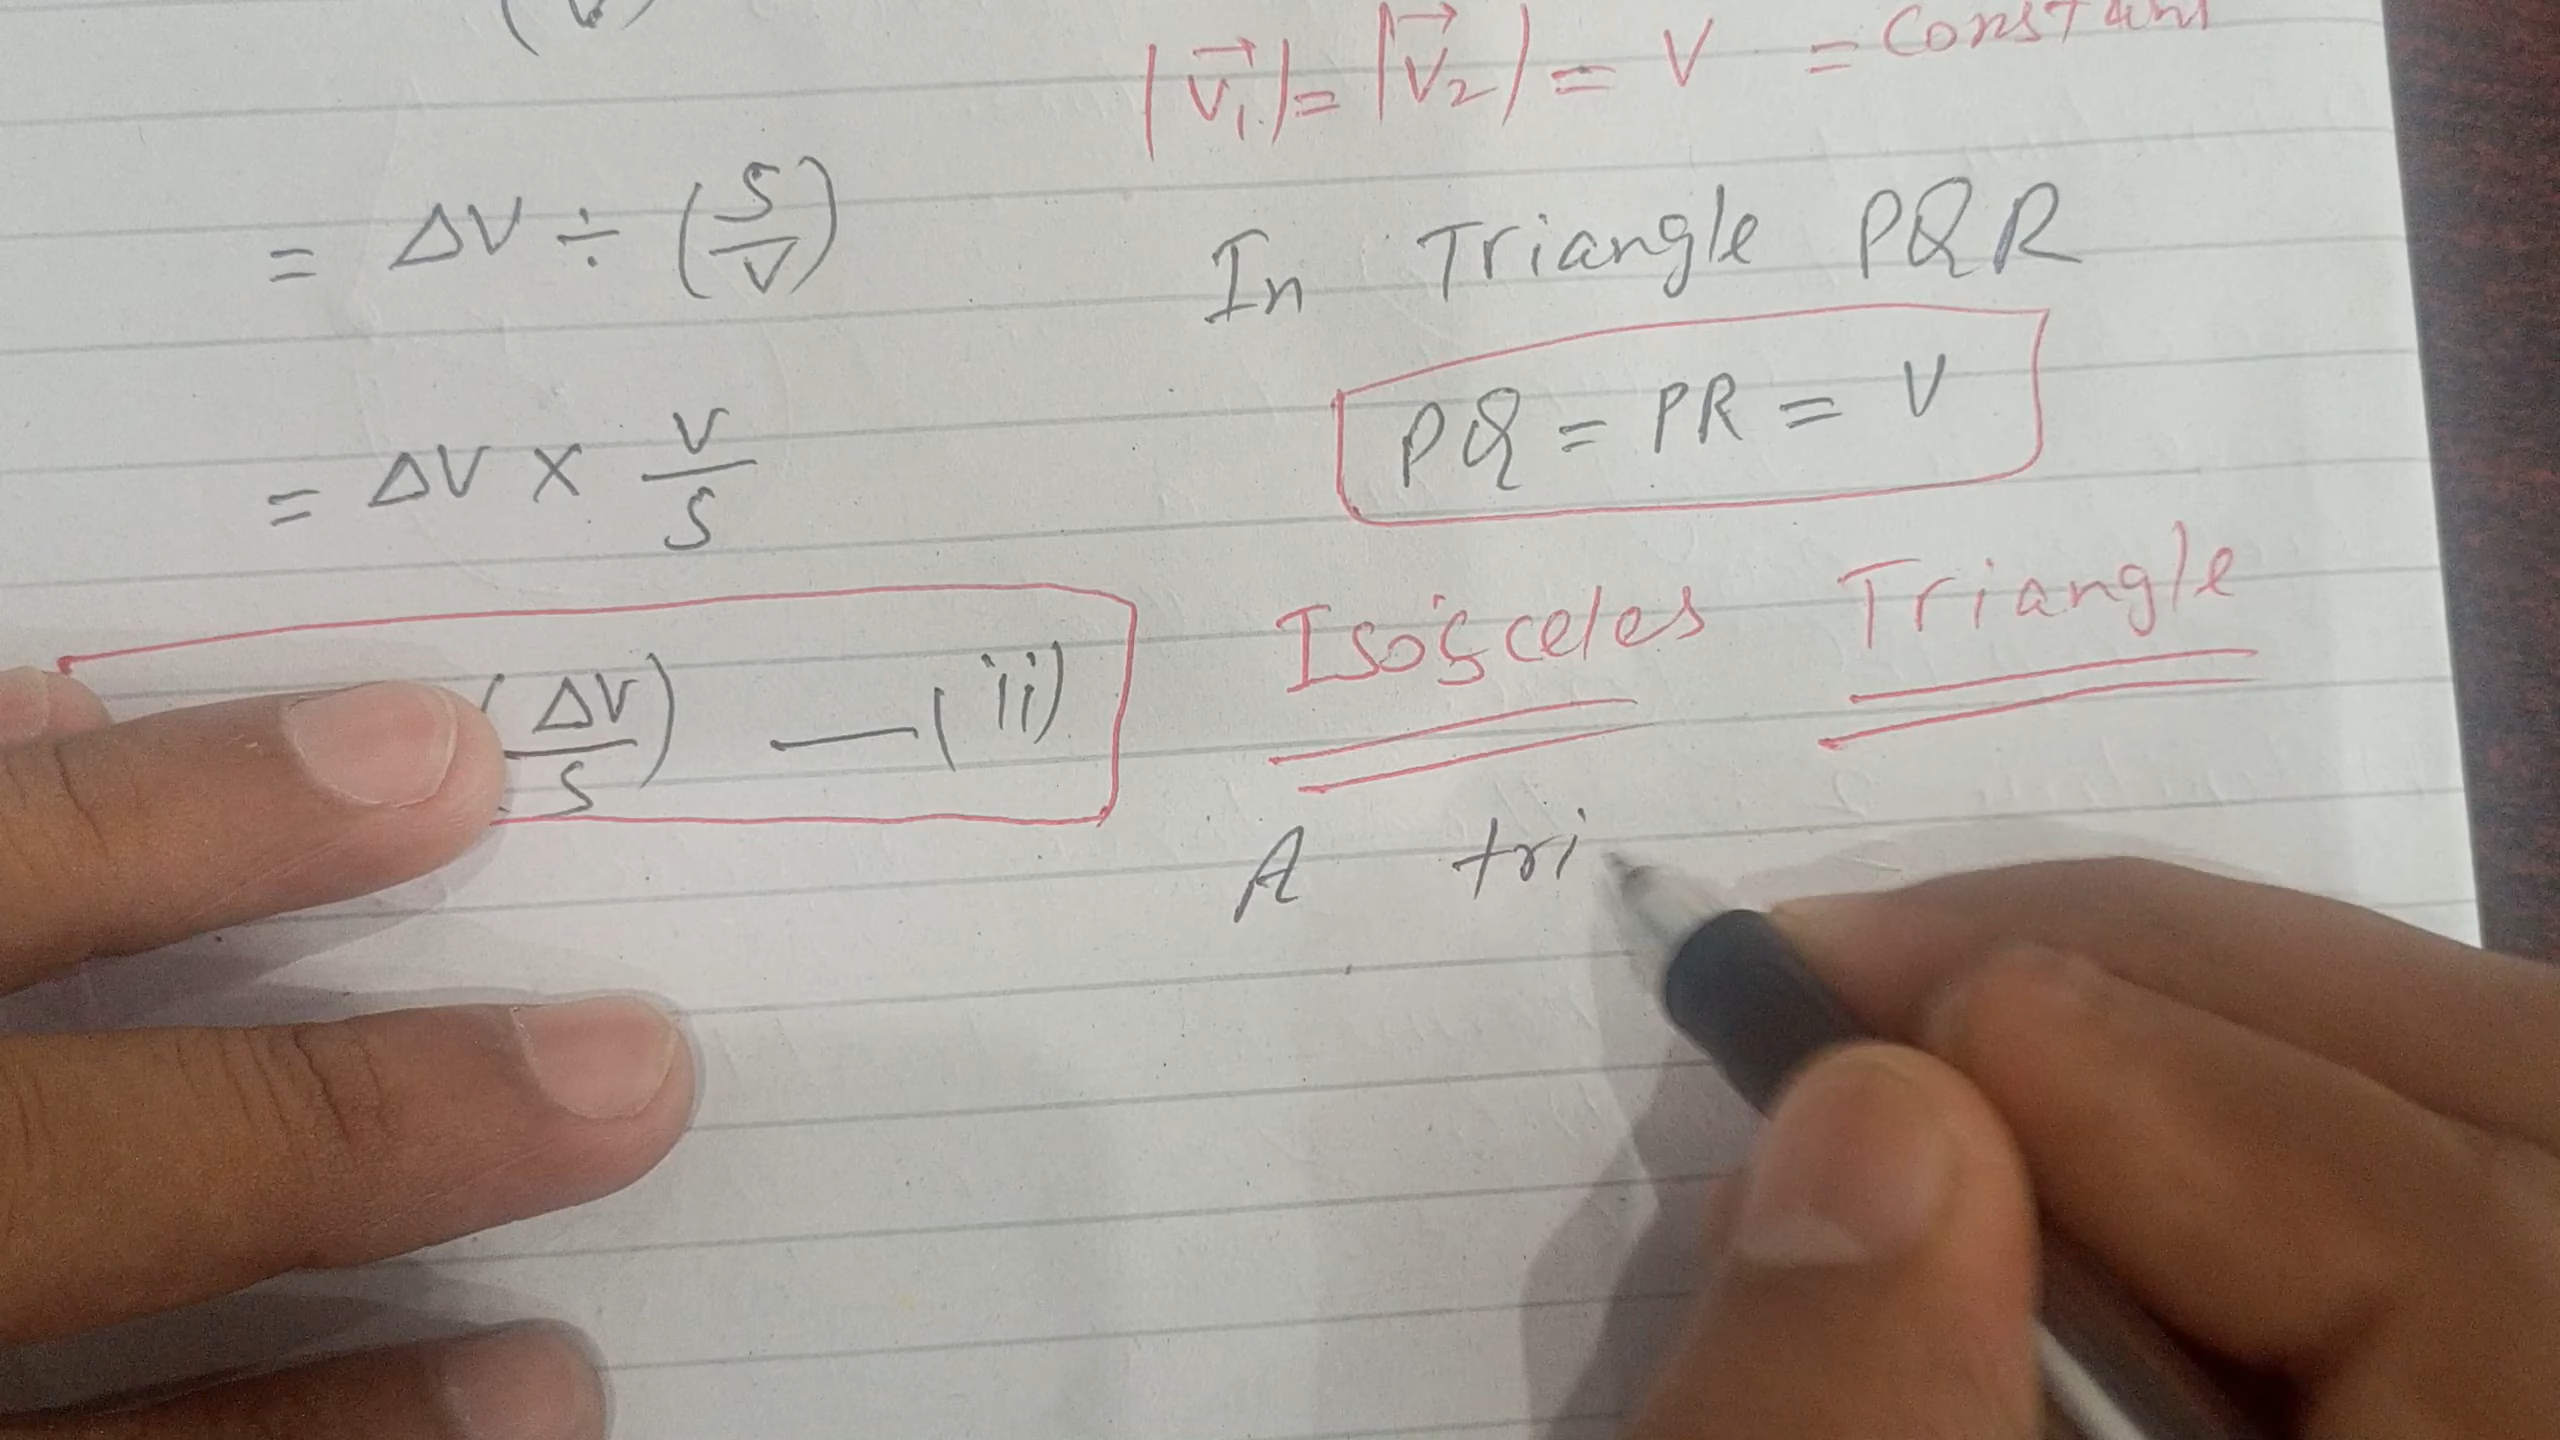 = ΔV ÷ (S/V)
= ΔV × V/S
(ΔV/S) —(ii)
|V₁| = |V₂| = V = Constant
In Triangle PQR
PQ = PR = V
Isosceles Triangle
A tri